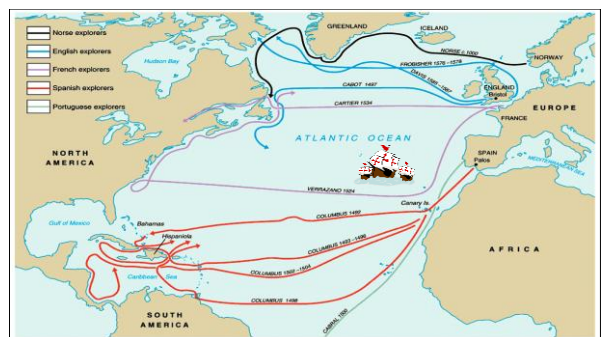 Norse explorers
English explorers
French explorers
Spanish explorers
Portuguese explorers
GREENLAND
ICELAND
NORWAY
NORSE c.1000
Hudson Bay
FROBISHER 1576 - 1578
DAVIS 1585 - 1587
ENGLAND
Bristol
CABOT 1497
CARTIER 1534
EUROPE
FRANCE
NORTH
AMERICA
ATLANTIC OCEAN
SPAIN
Palos
MEDITERRANEAN SEA
VERRAZANO 1524
Canary Is.
COLUMBUS 1492
Gulf of Mexico
Bahamas
Hispaniola
COLUMBUS 1493 - 1496
AFRICA
COLUMBUS 1502 - 1504
Caribbean Sea
COLUMBUS 1498
SOUTH
AMERICA
CABRAL 1500